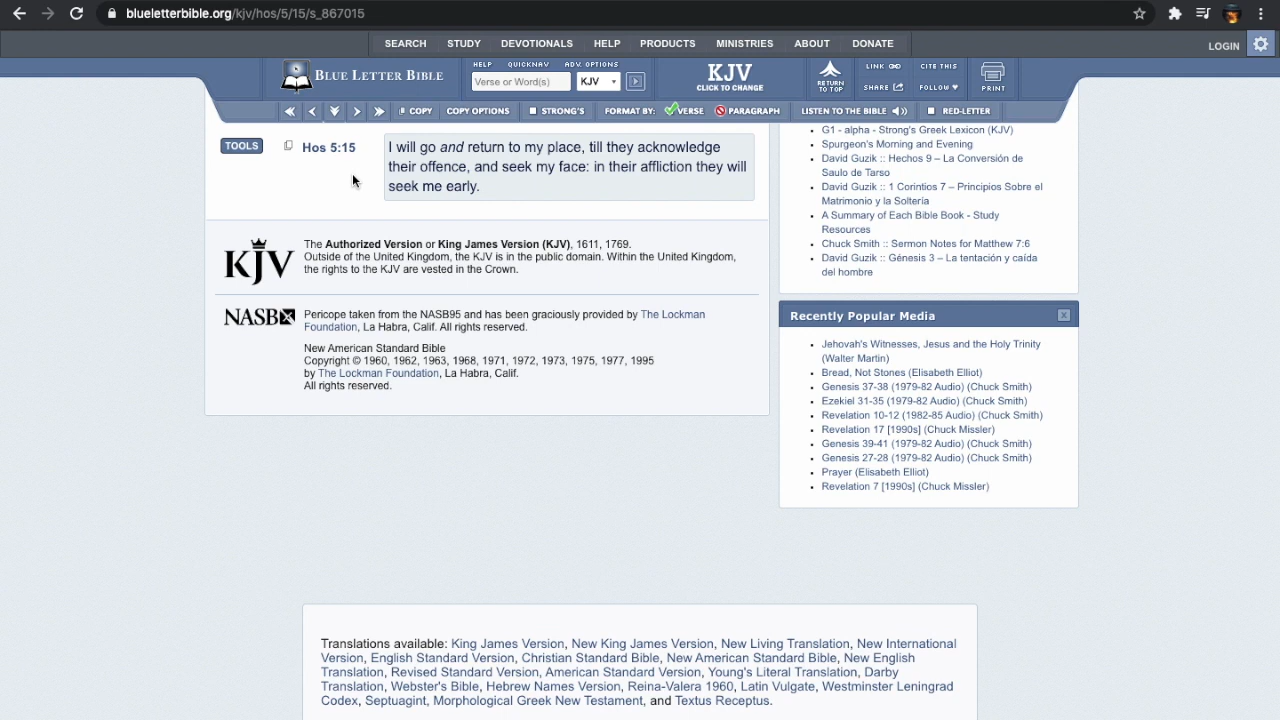 blueletterbible.org/kjv/hos/5/15/s_867015
SEARCH STUDY DEVOTIONALS HELP PRODUCTS MINISTRIES ABOUT DONATE
LOGIN
BLUE LETTER BIBLE
HELP QUICKNAV ADV. OPTIONS
Verse or Word(s)
KJV
KJV
CLICK TO CHANGE
RETURN
TO TOP
LINK
SHARE
CITE THIS
FOLLOW
PRINT
COPY COPY OPTIONS STRONG'S FORMAT BY: VERSE PARAGRAPH LISTEN TO THE BIBLE RED-LETTER
TOOLS
Hos 5:15
I will go and return to my place, till they acknowledge
their offence, and seek my face: in their affliction they will
seek me early.
KJV
The Authorized Version or King James Version (KJV), 1611, 1769.
Outside of the United Kingdom, the KJV is in the public domain. Within the United Kingdom,
the rights to the KJV are vested in the Crown.
NASB
Pericope taken from the NASB95 and has been graciously provided by The Lockman
Foundation, La Habra, Calif. All rights reserved.
New American Standard Bible
Copyright © 1960, 1962, 1963, 1968, 1971, 1972, 1973, 1975, 1977, 1995
by The Lockman Foundation, La Habra, Calif.
All rights reserved.
G1 - alpha - Strong's Greek Lexicon (KJV)
Spurgeon's Morning and Evening
David Guzik :: Hechos 9 – La Conversión de
Saulo de Tarso
David Guzik :: 1 Corintios 7 – Principios Sobre el
Matrimonio y la Soltería
A Summary of Each Bible Book - Study
Resources
Chuck Smith :: Sermon Notes for Matthew 7:6
David Guzik :: Génesis 3 – La tentación y caída
del hombre
Recently Popular Media
Jehovah's Witnesses, Jesus and the Holy Trinity
(Walter Martin)
Bread, Not Stones (Elisabeth Elliot)
Genesis 37-38 (1979-82 Audio) (Chuck Smith)
Ezekiel 31-35 (1979-82 Audio) (Chuck Smith)
Revelation 10-12 (1982-85 Audio) (Chuck Smith)
Revelation 17 [1990s] (Chuck Missler)
Genesis 39-41 (1979-82 Audio) (Chuck Smith)
Genesis 27-28 (1979-82 Audio) (Chuck Smith)
Prayer (Elisabeth Elliot)
Revelation 7 [1990s] (Chuck Missler)
Translations available: King James Version, New King James Version, New Living Translation, New International
Version, English Standard Version, Christian Standard Bible, New American Standard Bible, New English
Translation, Revised Standard Version, American Standard Version, Young's Literal Translation, Darby
Translation, Webster's Bible, Hebrew Names Version, Reina-Valera 1960, Latin Vulgate, Westminster Leningrad
Codex, Septuagint, Morphological Greek New Testament, and Textus Receptus.